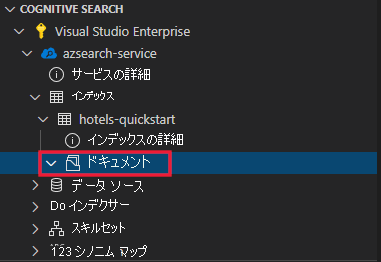 COGNITIVE SEARCH
Visual Studio Enterprise
azsearch-service
サービスの詳細
インデックス
hotels-quickstart
インデックスの詳細
ドキュメント
データ ソース
Do インデクサー
スキルセット
123 シノニム マップ